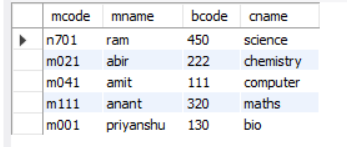 mcode mname bcode cname
n701 ram 450 science
m021 abir 222 chemistry
m041 amit 111 computer
m111 anant 320 maths
m001 priyanshu 130 bio